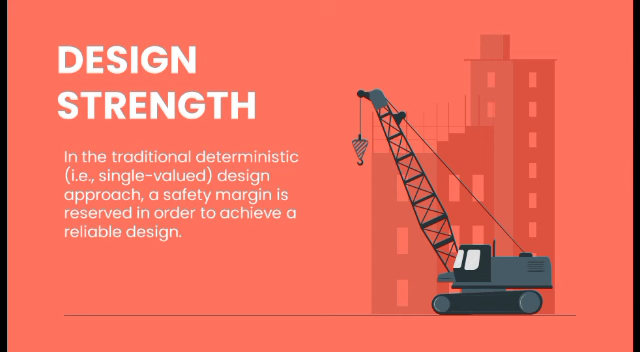 DESIGN
STRENGTH
In the traditional deterministic
(i.e., single-valued) design
approach, a safety margin is
reserved in order to achieve a
reliable design.